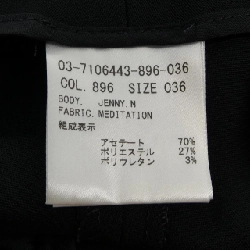 03-7106443-896-036
COL. 896 SIZE 036
BODY. JENNY.N
FABRIC. MEDITATION
組成表示
アセテート 70%
ポリエステル 27%
ポリウレタン 3%